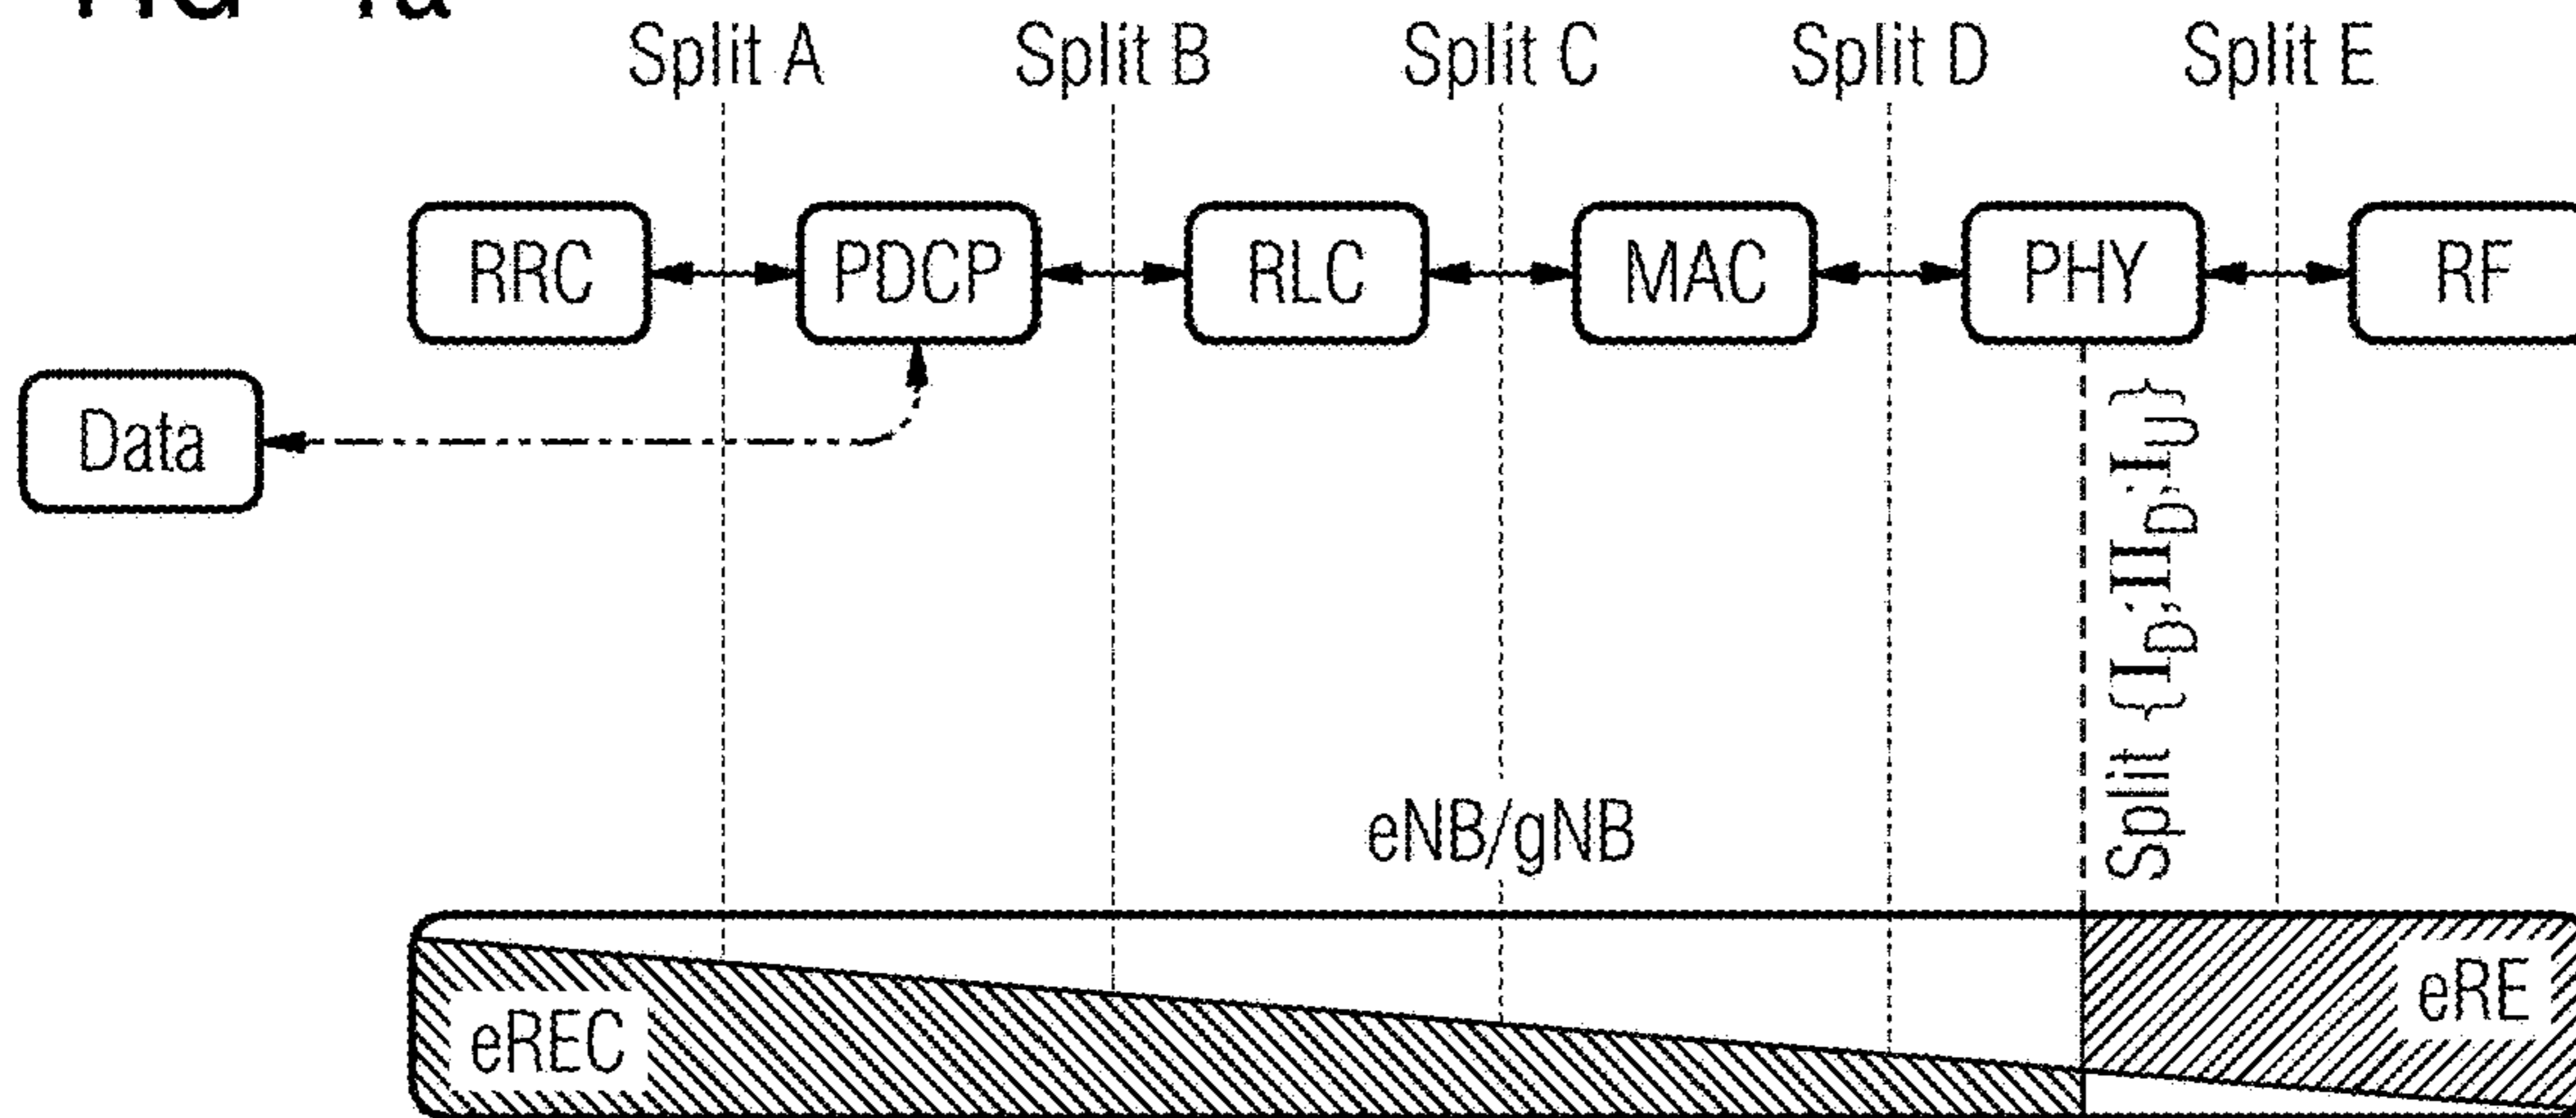 Split A Split B Split C Split D Split E
RRC PDCP RLC MAC PHY RF
Data
Split {I_D;II_D;I_U}
eNB/gNB
eREC
eRE